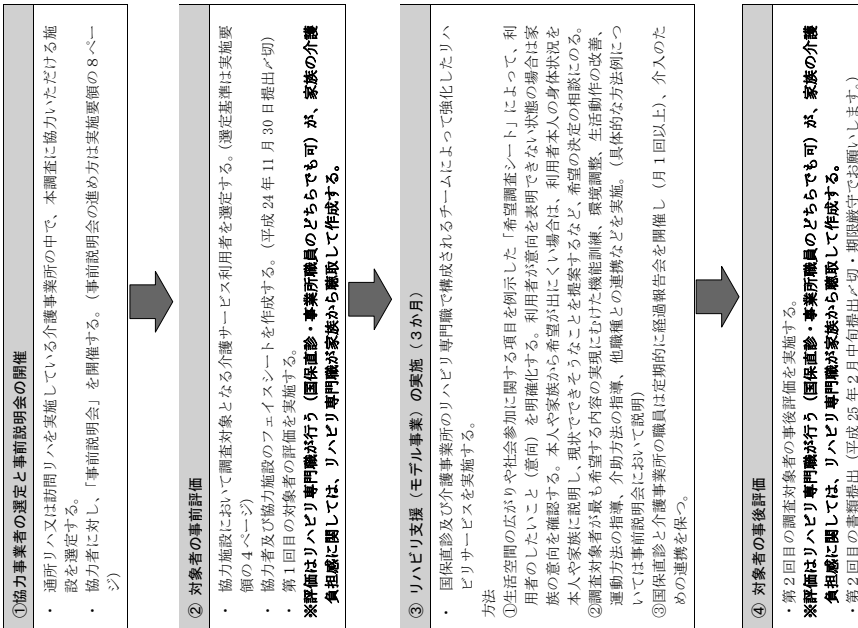 ①協力事業者の選定と事前説明会の開催
・ 通所リハ又は訪問リハを実施している介護事業所の中で、本調査に協力いただける施
設を選定する。
・ 協力者に対し、「事前説明会」を開催する。（事前説明会の進め方は実施要領の８ペー
ジ）
② 対象者の事前評価
・ 協力施設において調査対象となる介護サービス利用者を選定する。（選定基準は実施要
領の４ページ）
・ 協力者及び協力施設のフェイスシートを作成する。（平成 24 年 11 月 30 日提出〆切）
・ 第１回目の対象者の評価を実施する。
※評価はリハビリ専門職が行う（国保直診・事業所職員のどちらでも可）が、家族の介護
負担感に関しては、リハビリ専門職が家族から聴取して作成する。
③ リハビリ支援（モデル事業）の実施（３か月）
・ 国保直診及び介護事業所のリハビリ専門職で構成されるチームによって強化したリハ
ビリサービスを実施する。
方法
①生活空間の広がりや社会参加に関する項目を例示した「希望調査シート」によって、利
用者のしたいこと（意向）を明確化する。利用者が意向を表明できない状態の場合は家
族の意向を確認する。本人や家族から希望が出にくい場合は、利用者本人の身体状況を
本人や家族に説明し、現状でできそうなことを提案するなど、希望の決定の相談にのる。
②調査対象者が最も希望する内容の実現にむけた機能訓練、環境調整、生活動作の改善、
運動方法の指導、介助方法の指導、他職種との連携などを実施。（具体的な方法例につ
いては事前説明会において説明）
③国保直診と介護事業所の職員は定期的に経過報告会を開催し（月１回以上）、介入のた
めの連携を保つ。
④ 対象者の事後評価
・第２回目の調査対象者の事後評価を実施する。
※評価はリハビリ専門職が行う（国保直診・事業所職員のどちらでも可）が、家族の介護
負担感に関しては、リハビリ専門職が家族から聴取して作成する。
・第２回目の書類提出（平成 25 年２月中旬提出〆切・期限厳守でお願いします。）